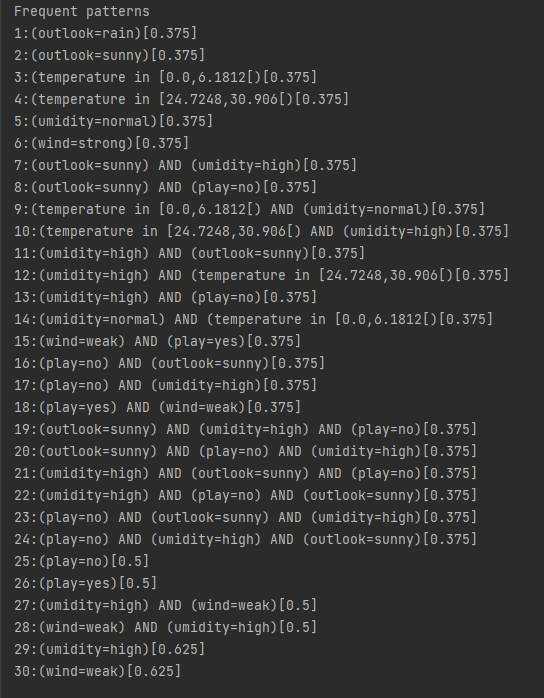 Frequent patterns
1:(outlook=rain)[0.375]
2:(outlook=sunny)[0.375]
3:(temperature in [0.0,6.1812[)[0.375]
4:(temperature in [24.7248,30.906[)[0.375]
5:(umidity=normal)[0.375]
6:(wind=strong)[0.375]
7:(outlook=sunny) AND (umidity=high)[0.375]
8:(outlook=sunny) AND (play=no)[0.375]
9:(temperature in [0.0,6.1812[) AND (umidity=normal)[0.375]
10:(temperature in [24.7248,30.906[) AND (umidity=high)[0.375]
11:(umidity=high) AND (outlook=sunny)[0.375]
12:(umidity=high) AND (temperature in [24.7248,30.906[)[0.375]
13:(umidity=high) AND (play=no)[0.375]
14:(umidity=normal) AND (temperature in [0.0,6.1812[)[0.375]
15:(wind=weak) AND (play=yes)[0.375]
16:(play=no) AND (outlook=sunny)[0.375]
17:(play=no) AND (umidity=high)[0.375]
18:(play=yes) AND (wind=weak)[0.375]
19:(outlook=sunny) AND (umidity=high) AND (play=no)[0.375]
20:(outlook=sunny) AND (play=no) AND (umidity=high)[0.375]
21:(umidity=high) AND (outlook=sunny) AND (play=no)[0.375]
22:(umidity=high) AND (play=no) AND (outlook=sunny)[0.375]
23:(play=no) AND (outlook=sunny) AND (umidity=high)[0.375]
24:(play=no) AND (umidity=high) AND (outlook=sunny)[0.375]
25:(play=no)[0.5]
26:(play=yes)[0.5]
27:(umidity=high) AND (wind=weak)[0.5]
28:(wind=weak) AND (umidity=high)[0.5]
29:(umidity=high)[0.625]
30:(wind=weak)[0.625]